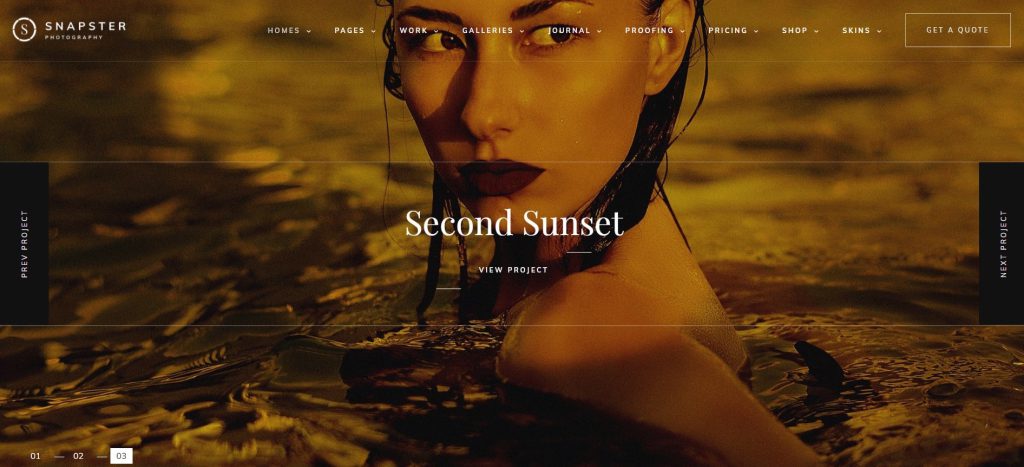 S
SNAPSTER
PHOTOGRAPHY
HOMES
PAGES
WORK
GALLERIES
JOURNAL
PROOFING
PRICING
SHOP
SKINS
GET A QUOTE
PREV PROJECT
Second Sunset
VIEW PROJECT
NEXT PROJECT
01 — 02 — 03